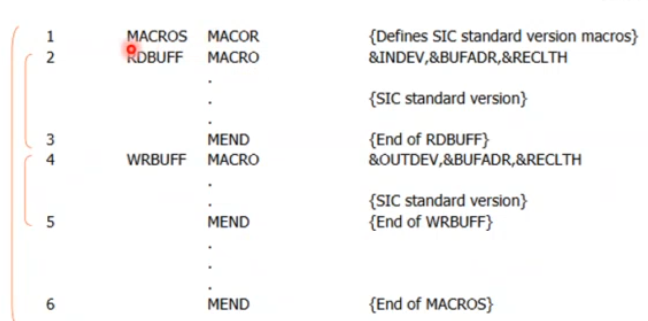 1 MACROS MACOR {Defines SIC standard version macros}
2 RDBUFF MACRO &INDEV,&BUFADR,&RECLTH
.
. {SIC standard version}
.
3 MEND {End of RDBUFF}
4 WRBUFF MACRO &OUTDEV,&BUFADR,&RECLTH
.
. {SIC standard version}
5 MEND {End of WRBUFF}
.
.
.
6 MEND {End of MACROS}